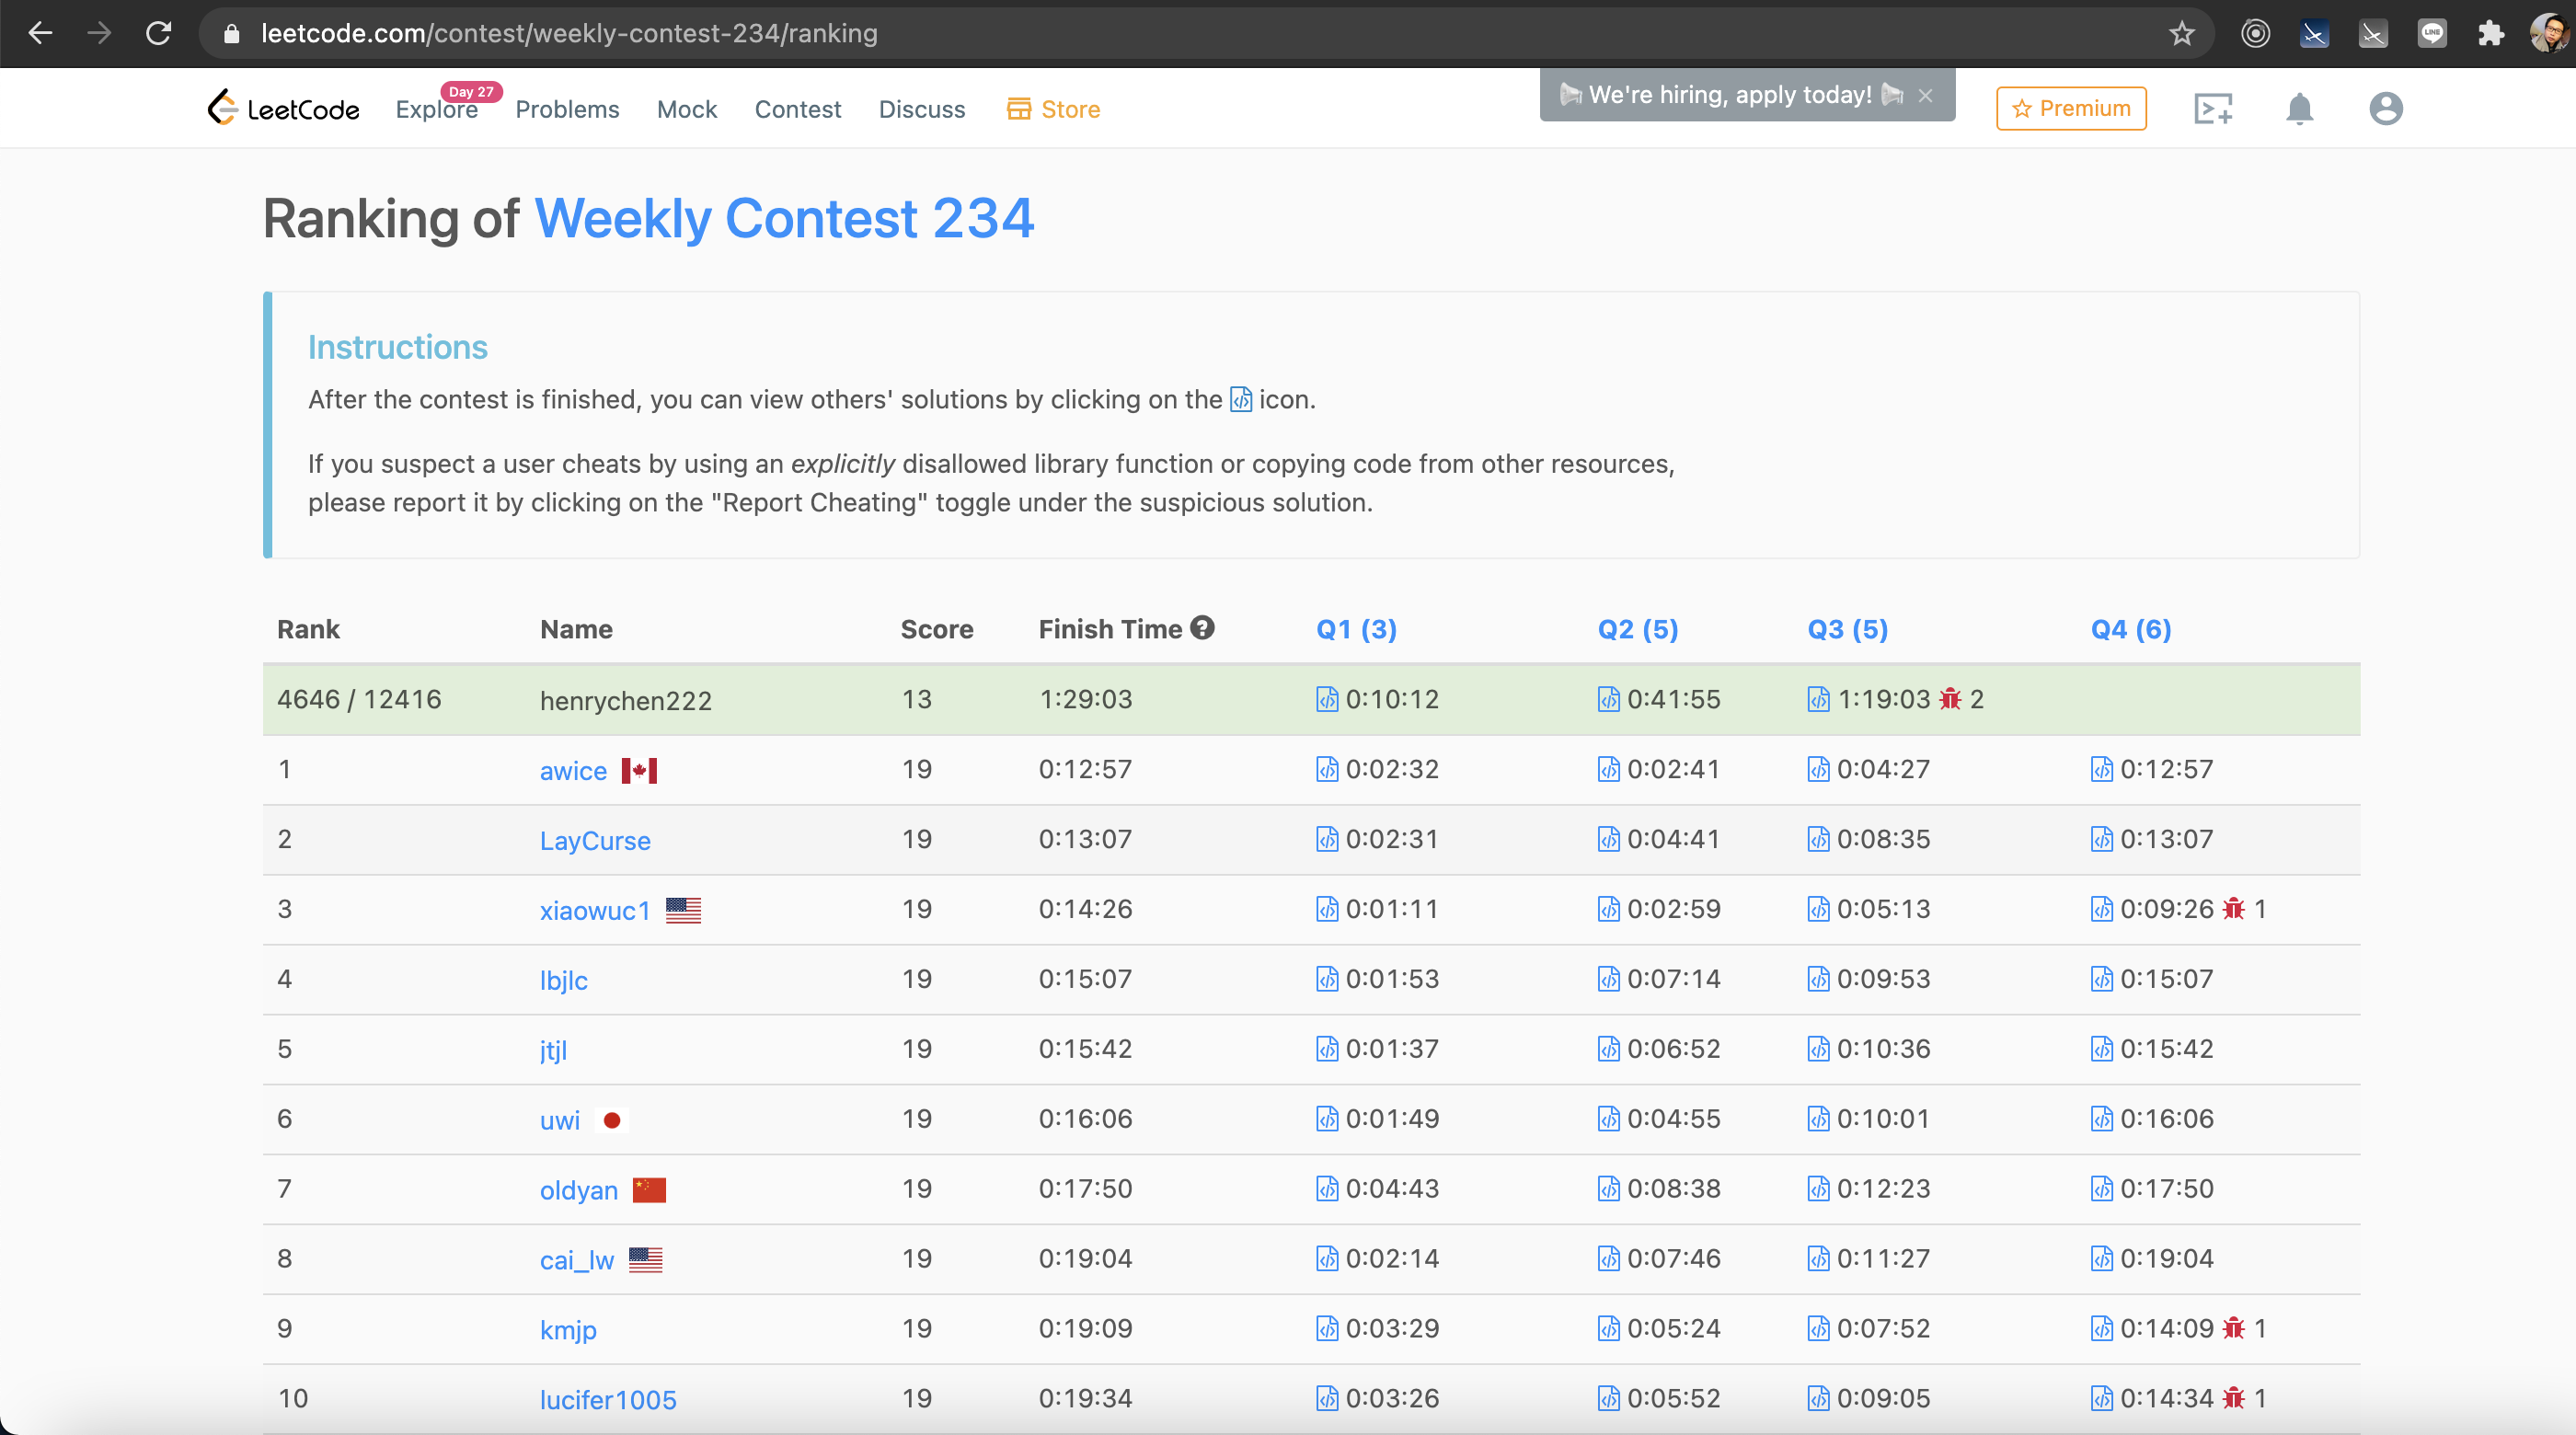 leetcode.com/contest/weekly-contest-234/ranking
LINE
LeetCode Explore Day 27 Problems Mock Contest Discuss Store We're hiring, apply today! Premium
Ranking of Weekly Contest 234
Instructions
After the contest is finished, you can view others' solutions by clicking on the icon.
If you suspect a user cheats by using an explicitly disallowed library function or copying code from other resources,
please report it by clicking on the "Report Cheating" toggle under the suspicious solution.
Rank Name Score Finish Time Q1 (3) Q2 (5) Q3 (5) Q4 (6)
4646 / 12416 henrychen222 13 1:29:03 0:10:12 0:41:55 1:19:03 2
1 awice 19 0:12:57 0:02:32 0:02:41 0:04:27 0:12:57
2 LayCurse 19 0:13:07 0:02:31 0:04:41 0:08:35 0:13:07
3 xiaowuc1 19 0:14:26 0:01:11 0:02:59 0:05:13 0:09:26 1
4 lbjlc 19 0:15:07 0:01:53 0:07:14 0:09:53 0:15:07
5 jtjl 19 0:15:42 0:01:37 0:06:52 0:10:36 0:15:42
6 uwi 19 0:16:06 0:01:49 0:04:55 0:10:01 0:16:06
7 oldyan 19 0:17:50 0:04:43 0:08:38 0:12:23 0:17:50
8 cai_lw 19 0:19:04 0:02:14 0:07:46 0:11:27 0:19:04
9 kmjp 19 0:19:09 0:03:29 0:05:24 0:07:52 0:14:09 1
10 lucifer1005 19 0:19:34 0:03:26 0:05:52 0:09:05 0:14:34 1